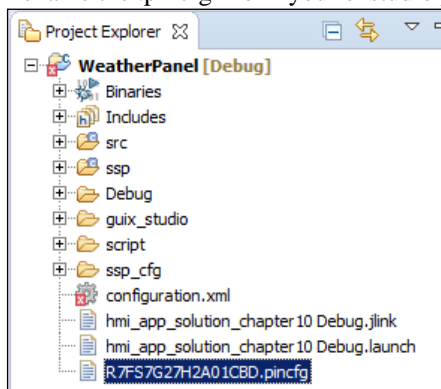 Project Explorer
WeatherPanel [Debug]
Binaries
Includes
src
ssp
Debug
guix_studio
script
ssp_cfg
configuration.xml
hmi_app_solution_chapter10 Debug.jlink
hmi_app_solution_chapter10 Debug.launch
R7FS7G27H2A01CBD.pincfg